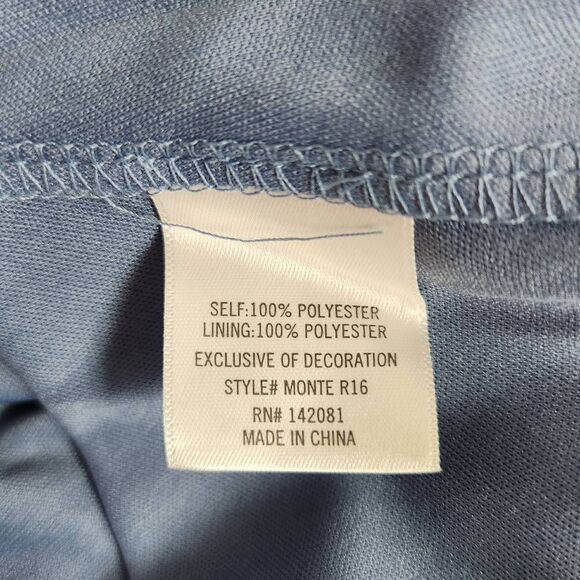 SELF:100% POLYESTER
LINING:100% POLYESTER
EXCLUSIVE OF DECORATION
STYLE# MONTE R16
RN# 142081
MADE IN CHINA